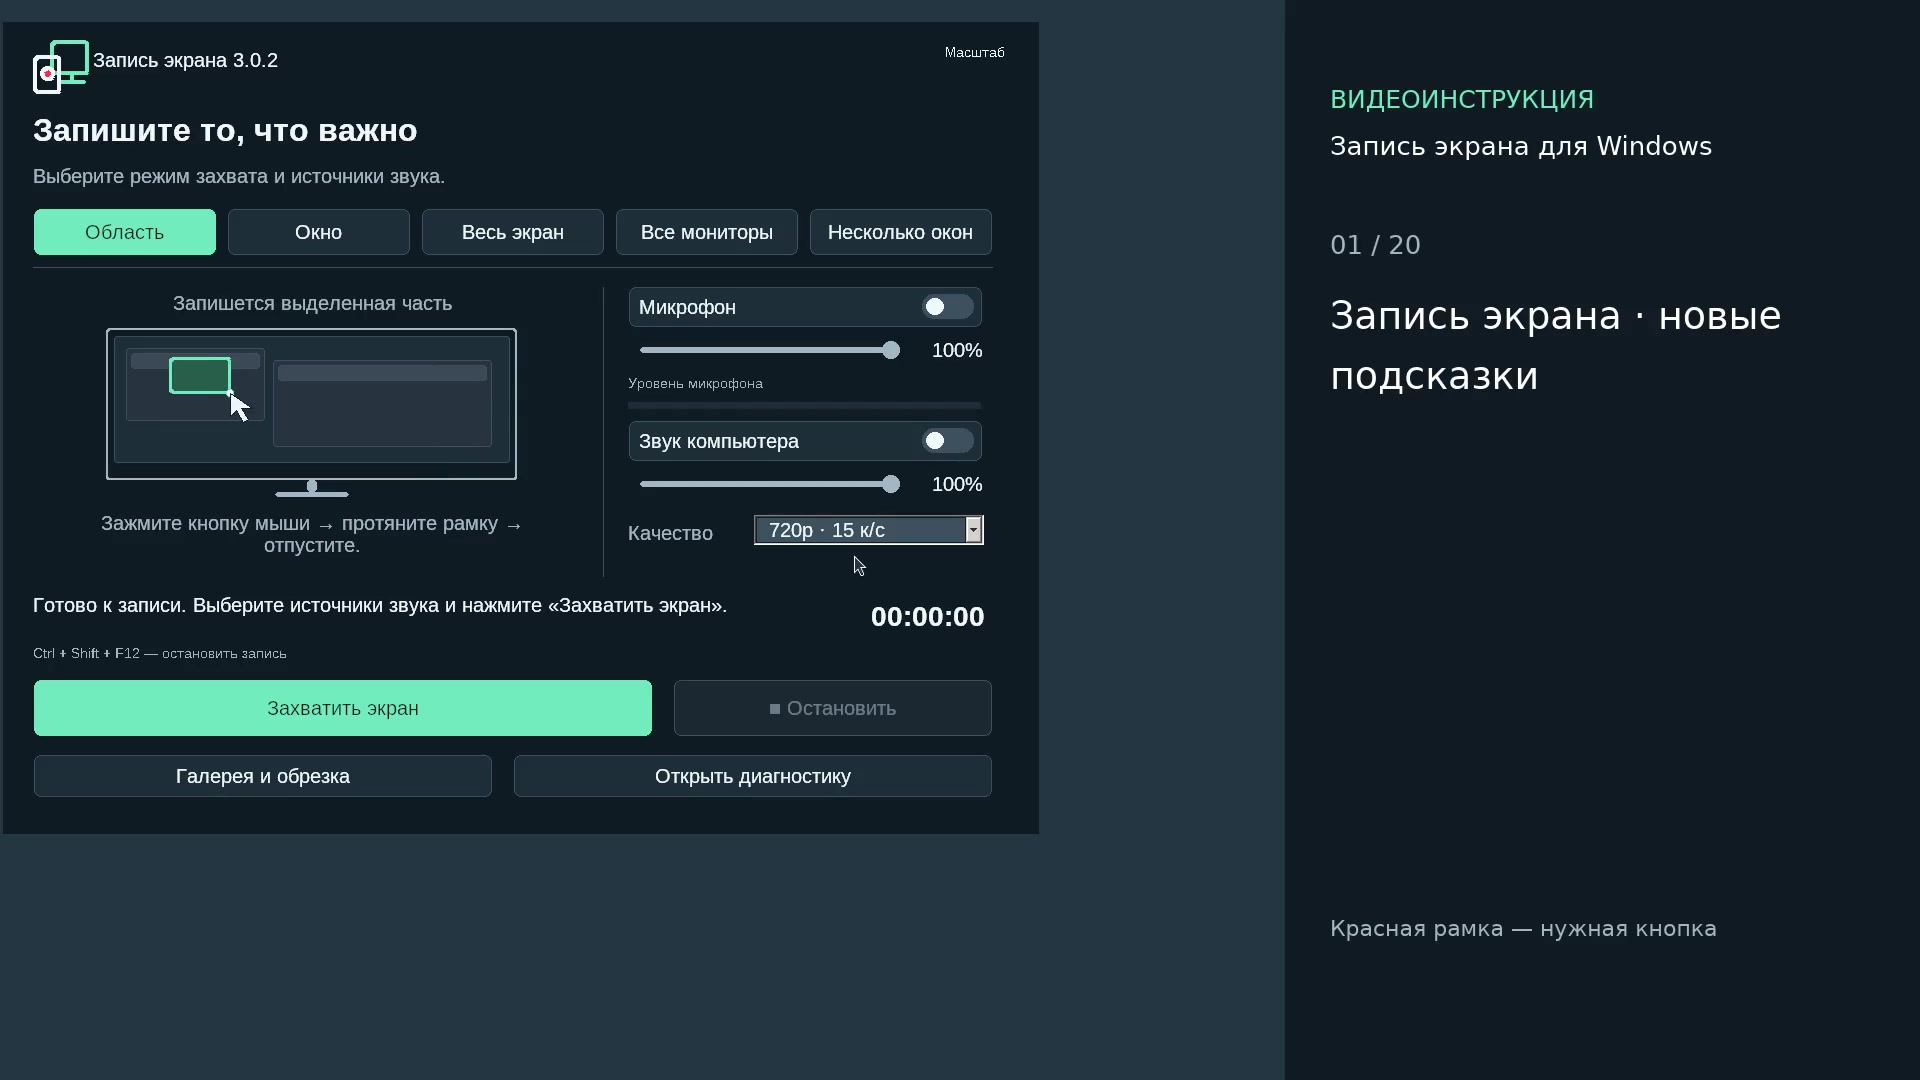 Запись экрана 3.0.2
Масштаб
Запишите то, что важно
Выберите режим захвата и источники звука.
Область
Окно
Весь экран
Все мониторы
Несколько окон
Запишется выделенная часть
Зажмите кнопку мыши → протяните рамку →
отпустите.
Микрофон
100%
Уровень микрофона
Звук компьютера
100%
Качество
720p · 15 к/с
Готово к записи. Выберите источники звука и нажмите «Захватить экран».
00:00:00
Ctrl + Shift + F12 — остановить запись
Захватить экран
■ Остановить
Галерея и обрезка
Открыть диагностику
ВИДЕОИНСТРУКЦИЯ
Запись экрана для Windows
01 / 20
Запись экрана · новые
подсказки
Красная рамка — нужная кнопка